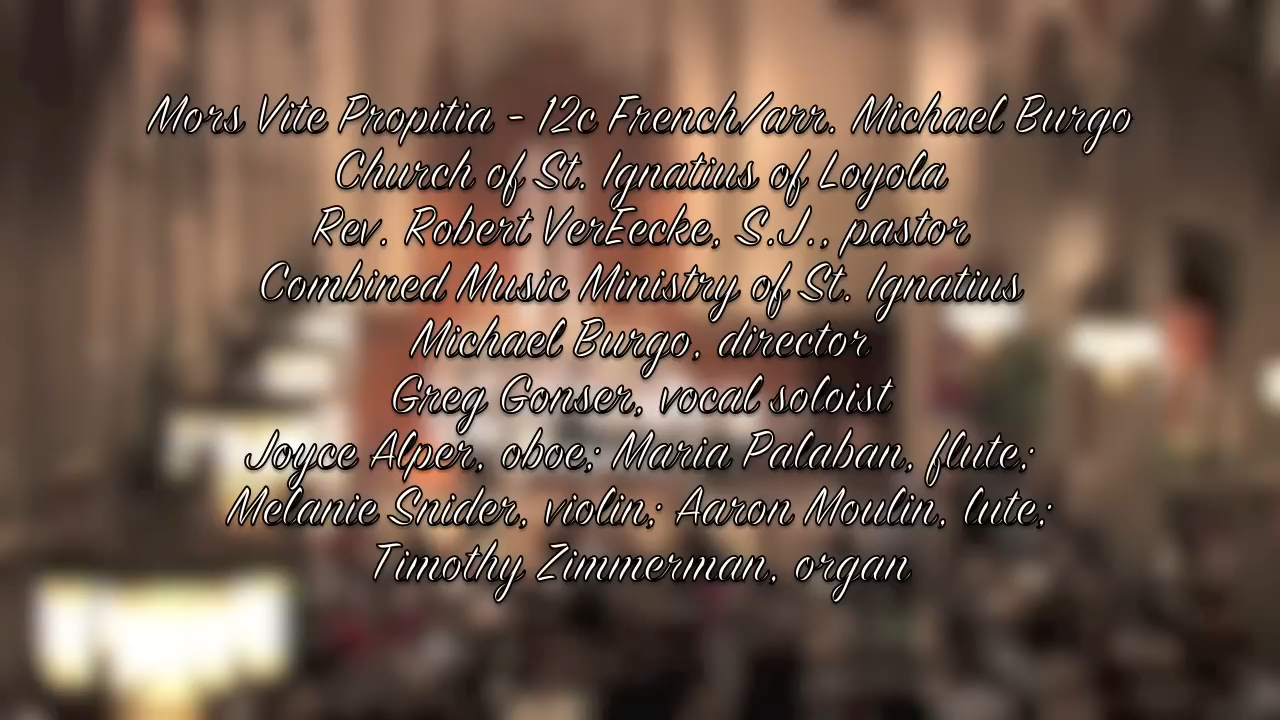 Mors Vite Propitia - 12c French/arr. Michael Burgo
Church of St. Ignatius of Loyola
Rev. Robert VerEecke, S.J., pastor
Combined Music Ministry of St. Ignatius
Michael Burgo, director
Greg Gonser, vocal soloist
Joyce Alper, oboe; Maria Palaban, flute;
Melanie Snider, violin; Aaron Moulin, lute;
Timothy Zimmerman, organ